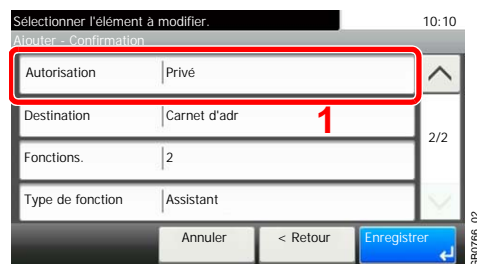 Sélectionner l'élément à modifier. 10:10
Ajouter - Confirmation
Autorisation Privé
Destination Carnet d'adr
1
2/2
Fonctions. 2
Type de fonction Assistant
Annuler < Retour Enregistrer
GB0766_02